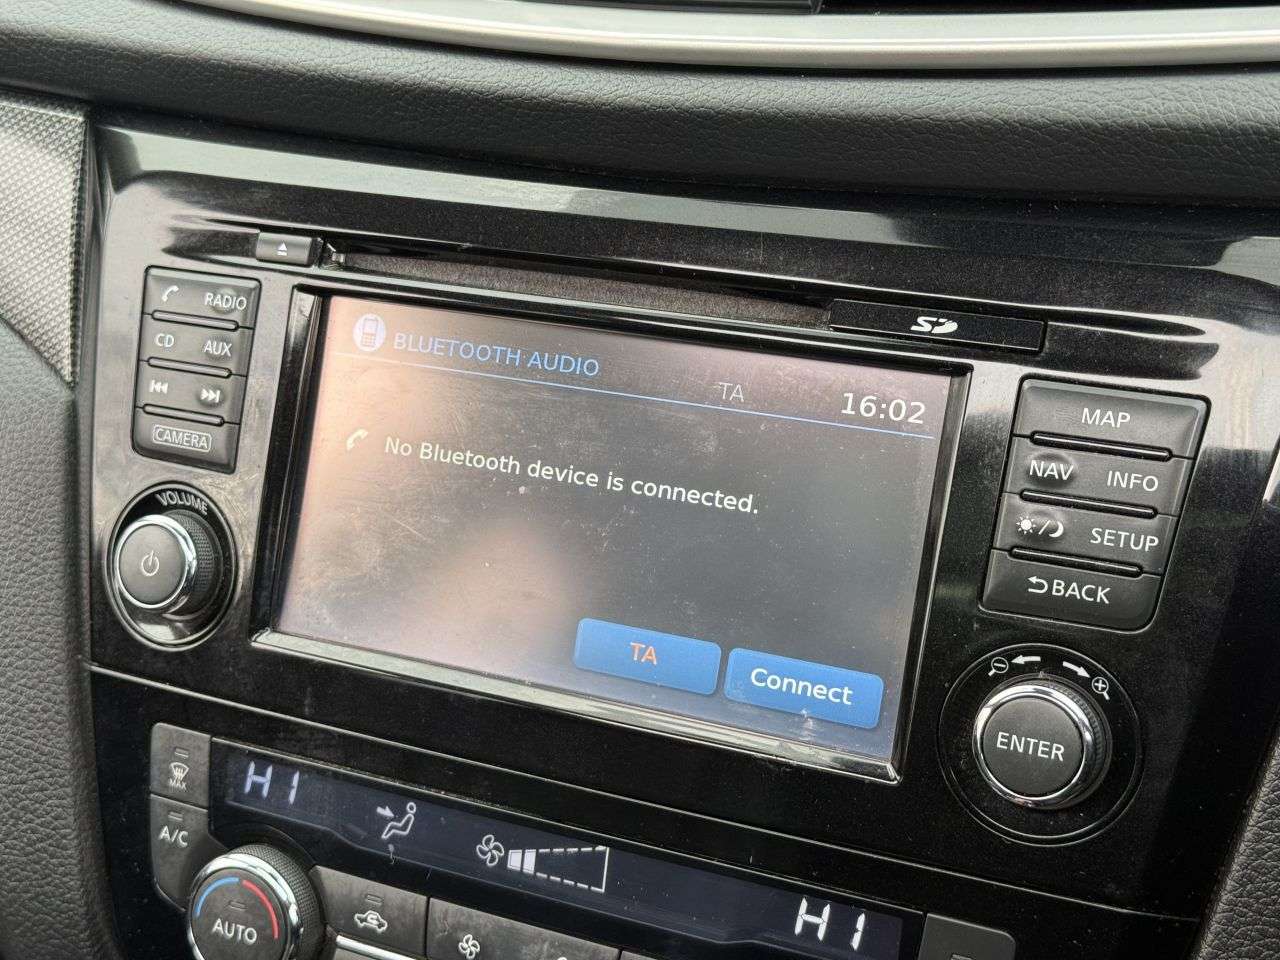 RADIO
CD AUX
CAMERA
VOLUME
SD
BLUETOOTH AUDIO
TA
16:02
No Bluetooth device is connected.
TA
Connect
MAP
NAV INFO
SETUP
BACK
ENTER
MAX
A/C
HI
HI
AUTO